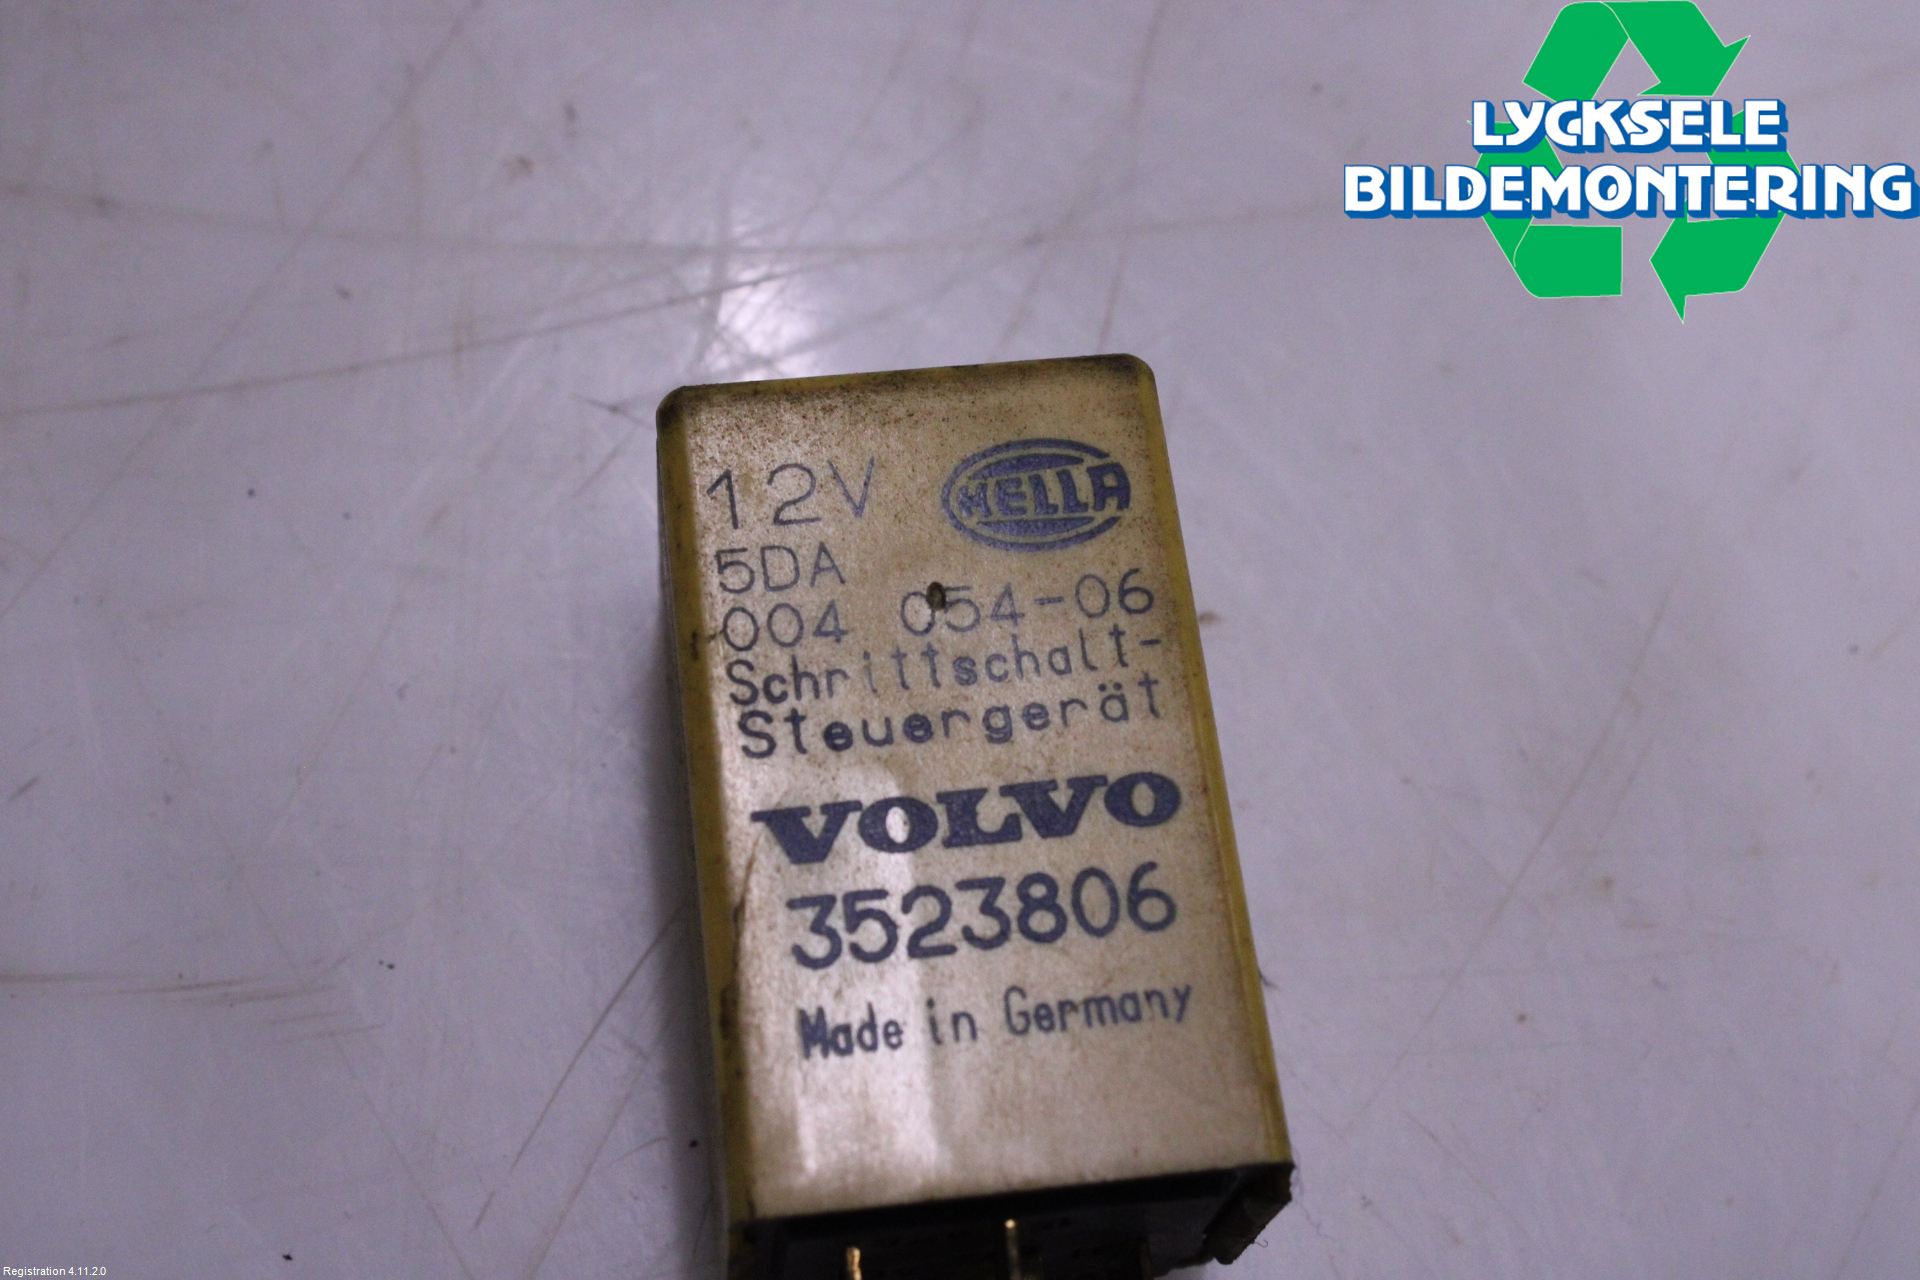 LYCKSELE
BILDEMONTERING
12V HELLA
5DA
004 054-06
Schrittschalt-
Steuergerät
VOLVO
3523806
Made in Germany
Registration 4.11.2.0